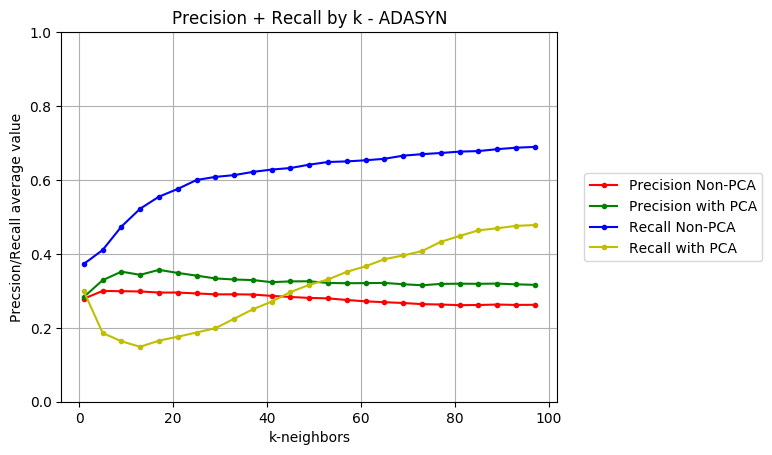 Precision + Recall by k - ADASYN
Precsion/Recall average value
1.0
0.8
0.6
0.4
0.2
0.0
0
20
40
60
80
100
k-neighbors
Precision Non-PCA
Precision with PCA
Recall Non-PCA
Recall with PCA